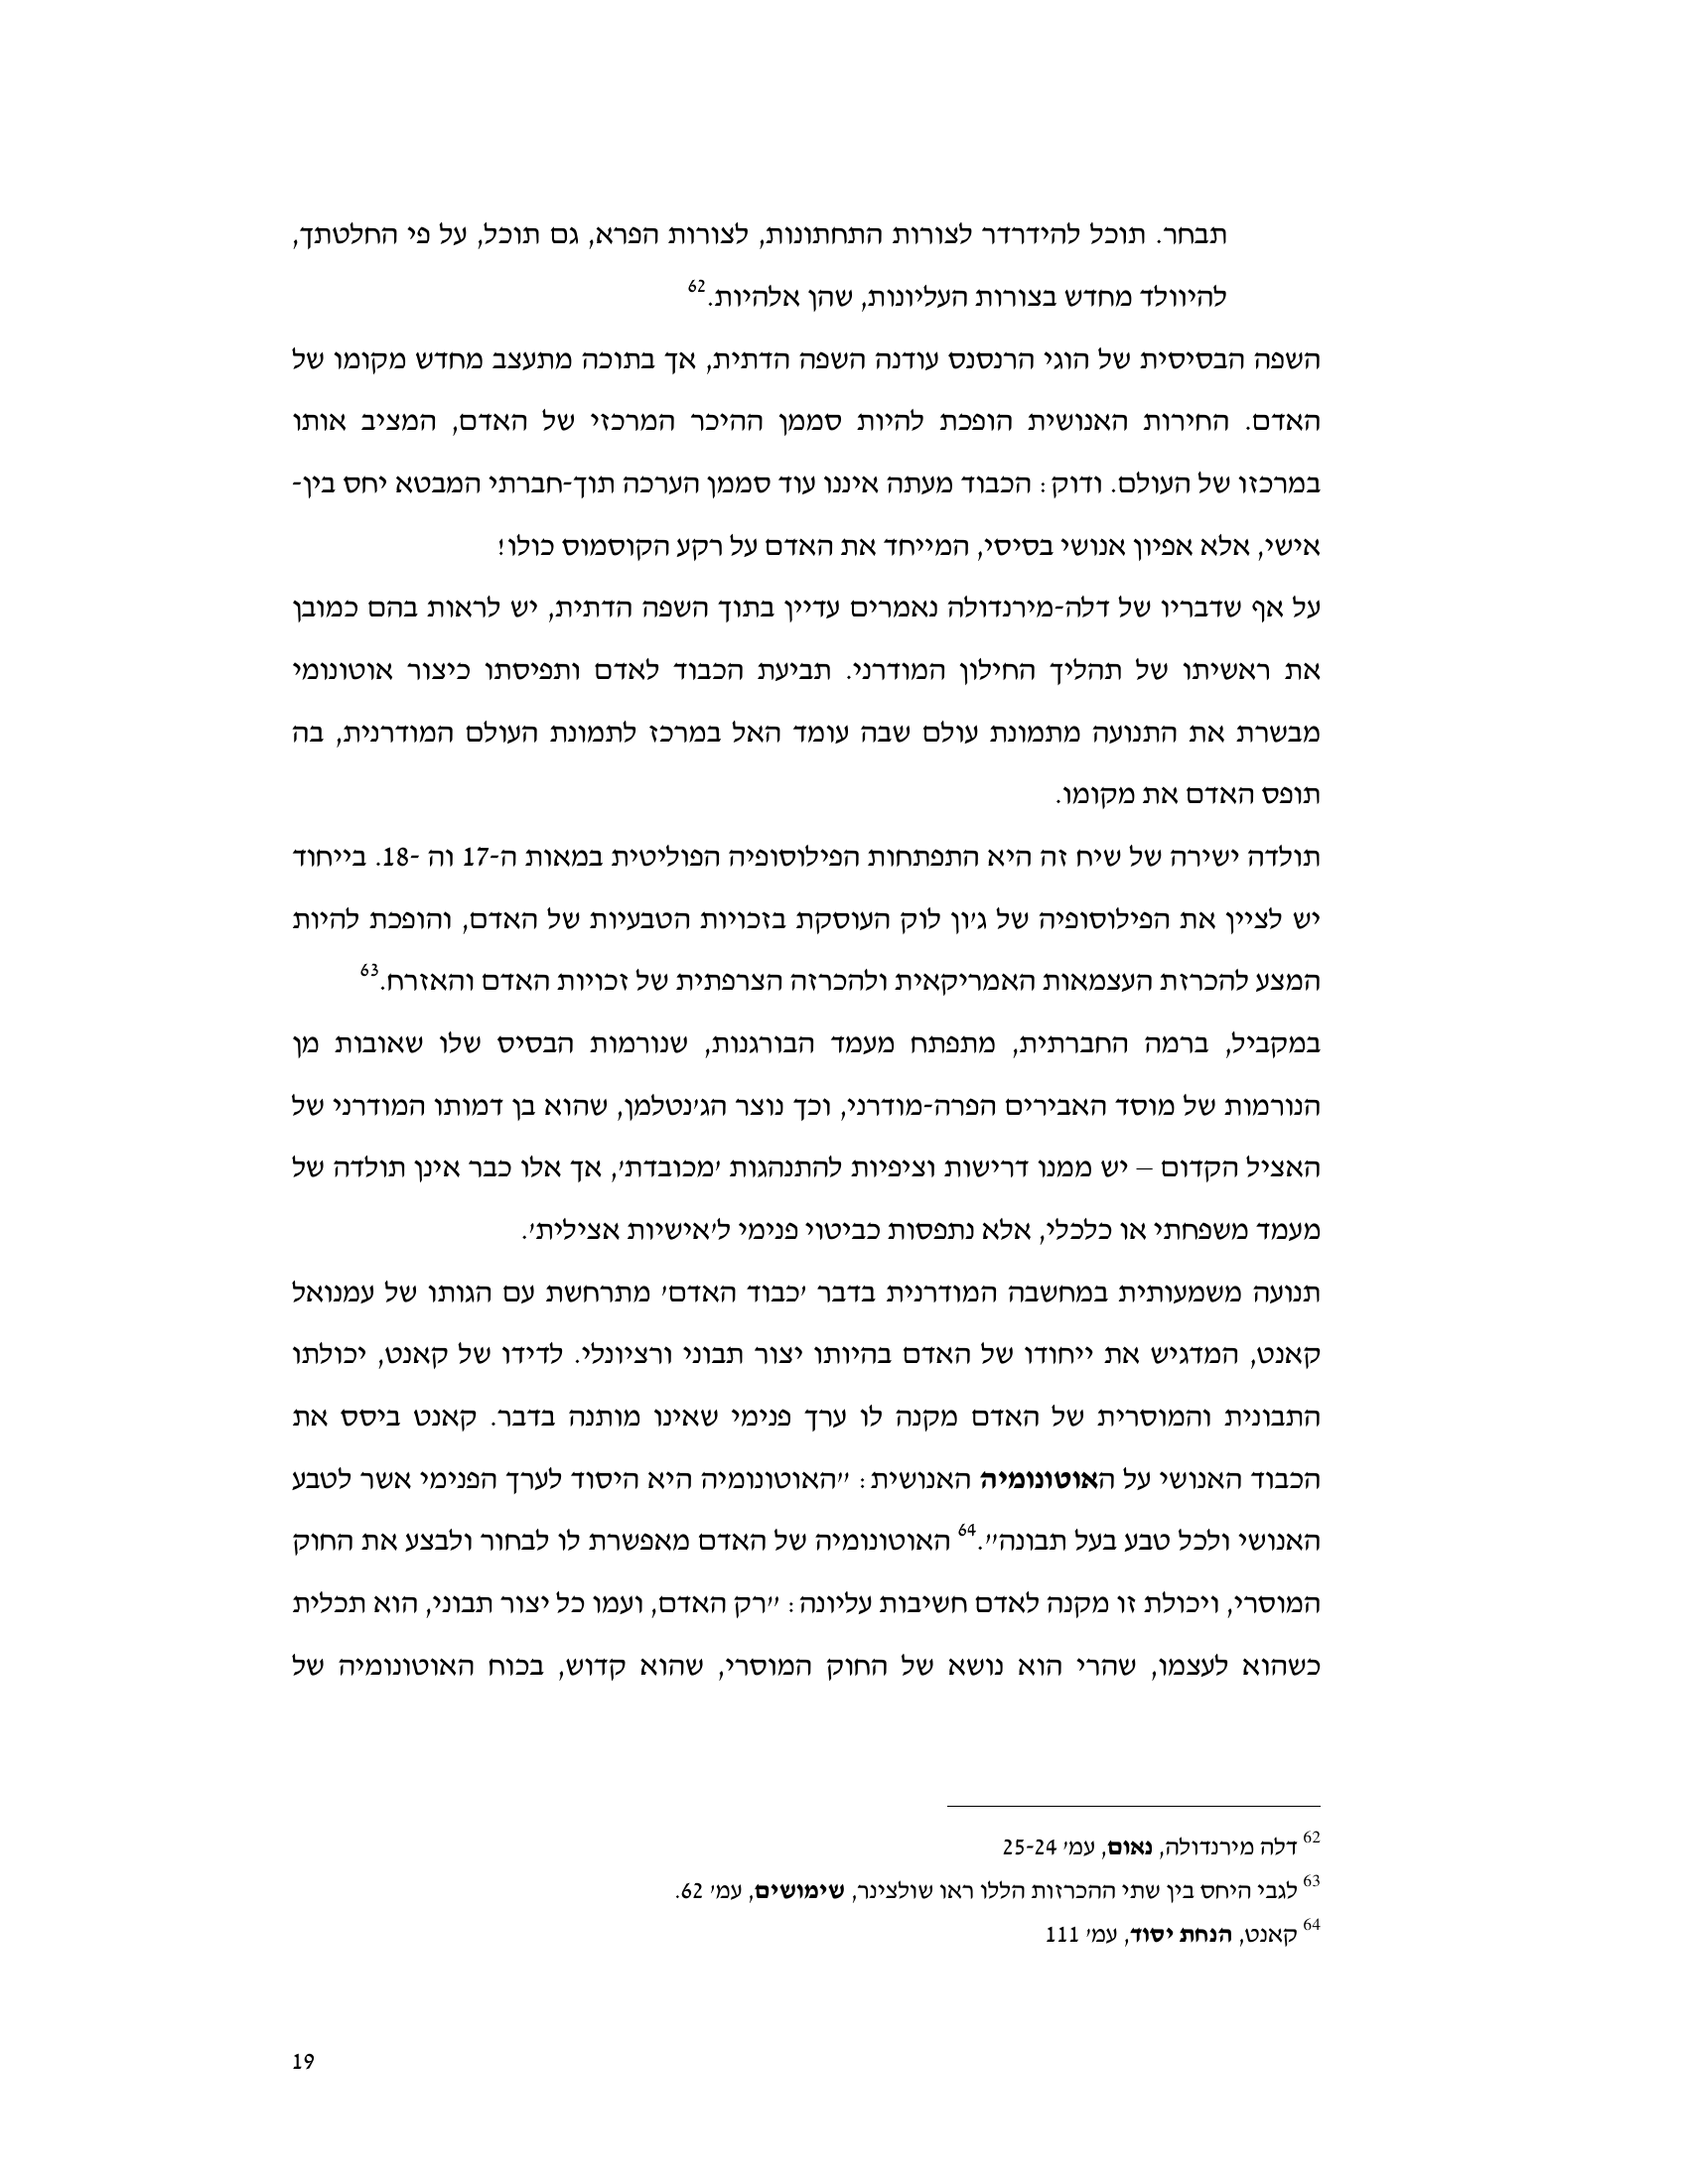 תבחר. תוכל להידרדר לצורות התחתונות, לצורות הפרא, גם תוכל, על פי החלטתך,
להיוולד מחדש בצורות העליונות, שהן אלהיות.62
השפה הבסיסית של הוגי הרנסנס עודנה השפה הדתית, אך בתוכה מתעצב מחדש מקומו של
האדם. החירות האנושית הופכת להיות סממן ההיכר המרכזי של האדם, המציב אותו
במרכזו של העולם. ודוק: הכבוד מעתה איננו עוד סממן הערכה תוך-חברתי המבטא יחס בין-
אישי, אלא אפיון אנושי בסיסי, המייחד את האדם על רקע הקוסמוס כולו!
על אף שדבריו של דלה-מירנדולה נאמרים עדיין בתוך השפה הדתית, יש לראות בהם כמובן
את ראשיתו של תהליך החילון המודרני. תביעת הכבוד לאדם ותפיסתו כיצור אוטונומי
מבשרת את התנועה מתמונת עולם שבה עומד האל במרכז לתמונת העולם המודרנית, בה
תופס האדם את מקומו.
תולדה ישירה של שיח זה היא התפתחות הפילוסופיה הפוליטית במאות ה-17 וה -18. בייחוד
יש לציין את הפילוסופיה של ג'ון לוק העוסקת בזכויות הטבעיות של האדם, והופכת להיות
המצע להכרזת העצמאות האמריקאית ולהכרזה הצרפתית של זכויות האדם והאזרח.63
במקביל, ברמה החברתית, מתפתח מעמד הבורגנות, שנורמות הבסיס שלו שאובות מן
הנורמות של מוסד האבירים הפרה-מודרני, וכך נוצר הג'נטלמן, שהוא בן דמותו המודרני של
האציל הקדום – יש ממנו דרישות וציפיות להתנהגות 'מכובדת', אך אלו כבר אינן תולדה של
מעמד משפחתי או כלכלי, אלא נתפסות כביטוי פנימי ל'אישיות אצילית'.
תנועה משמעותית במחשבה המודרנית בדבר 'כבוד האדם' מתרחשת עם הגותו של עמנואל
קאנט, המדגיש את ייחודו של האדם בהיותו יצור תבוני ורציונלי. לדידו של קאנט, יכולתו
התבונית והמוסרית של האדם מקנה לו ערך פנימי שאינו מותנה בדבר. קאנט ביסס את
הכבוד האנושי על האוטונומיה האנושית: "האוטונומיה היא היסוד לערך הפנימי אשר לטבע
האנושי ולכל טבע בעל תבונה".64 האוטונומיה של האדם מאפשרת לו לבחור ולבצע את החוק
המוסרי, ויכולת זו מקנה לאדם חשיבות עליונה: "רק האדם, ועמו כל יצור תבוני, הוא תכלית
כשהוא לעצמו, שהרי הוא נושא של החוק המוסרי, שהוא קדוש, בכוח האוטונומיה של
62 דלה מירנדולה, נאום, עמ' 25-24
63 לגבי היחס בין שתי ההכרזות הללו ראו שולצינר, שימושים, עמ' 62.
64 קאנט, הנחת יסוד, עמ' 111
19